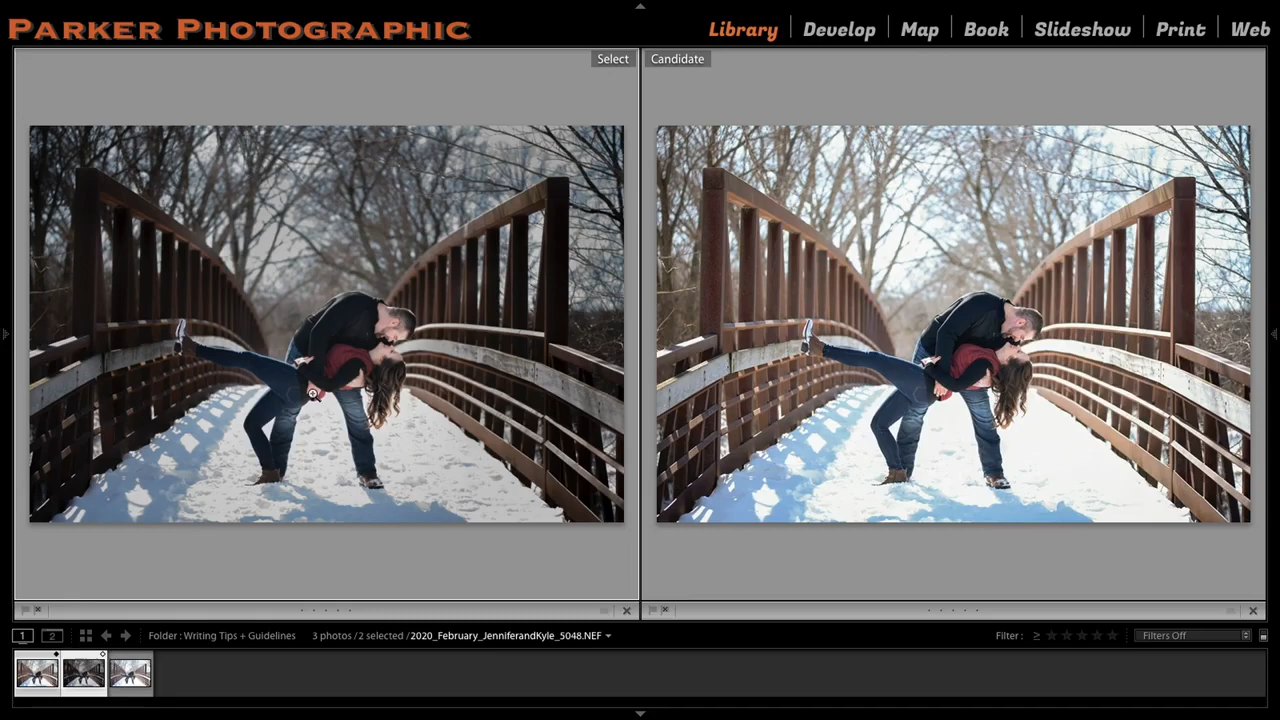 PARKER PHOTOGRAPHIC
Library Develop Map Book Slideshow Print Web
Select
Candidate
1 2 Folder : Writing Tips + Guidelines 3 photos / 2 selected / 2020_February_JenniferandKyle_5048.NEF Filter : ≥ ★★★★★ Filters Off